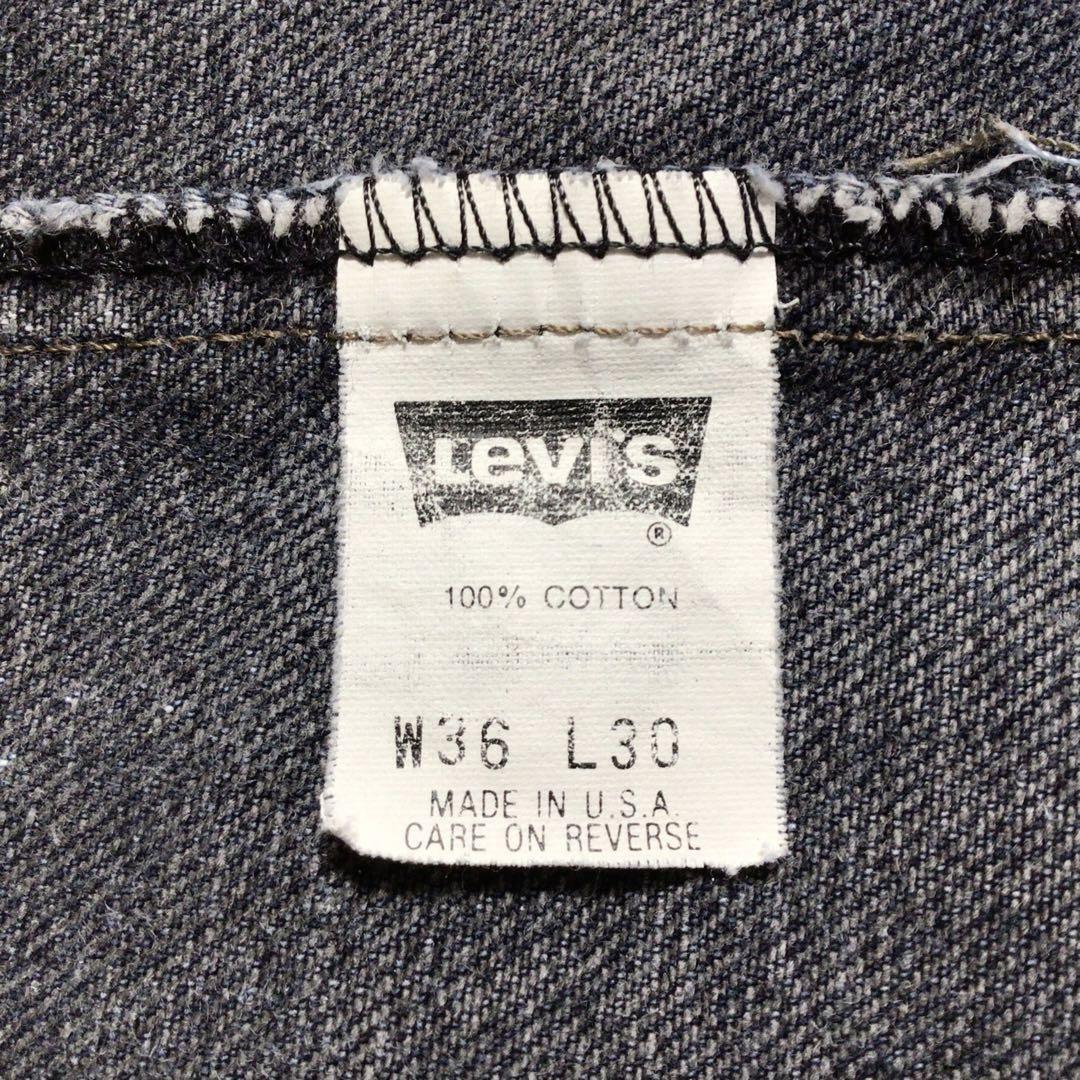 Levi's
®
100% COTTON
W36 L30
MADE IN U.S.A.
CARE ON REVERSE